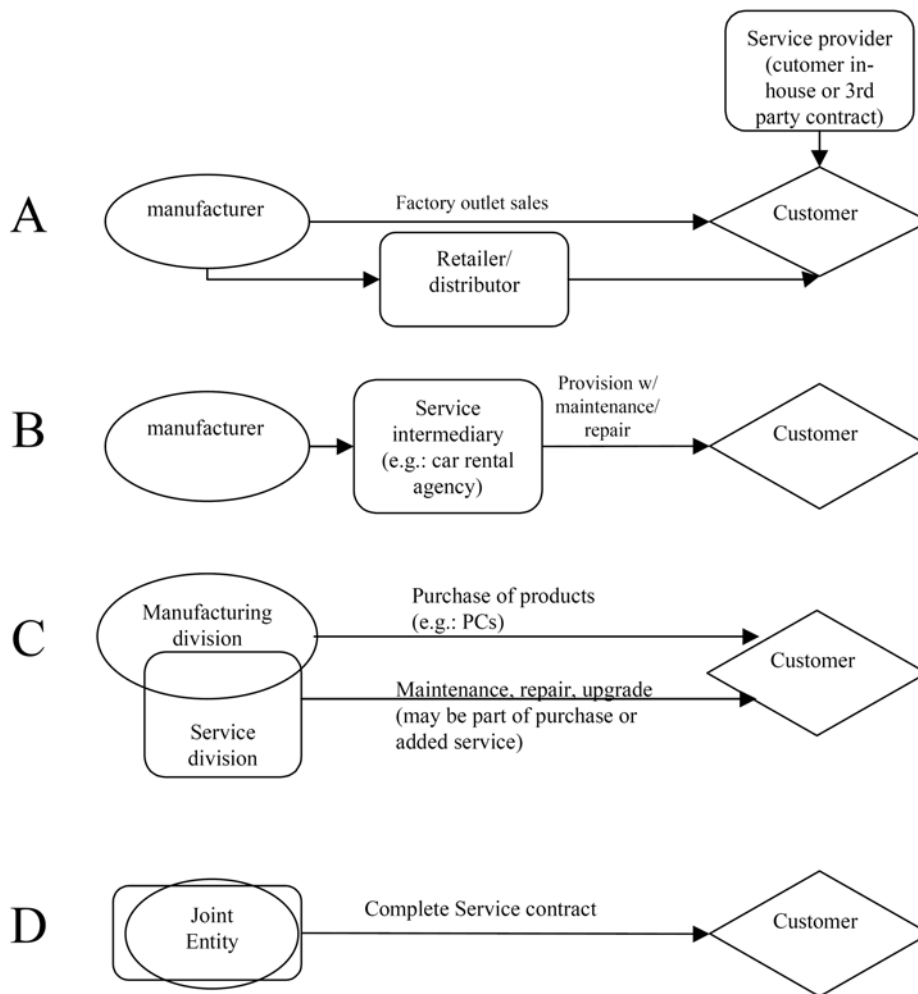 Service provider
(cutomer in-
house or 3rd
party contract)
A
manufacturer
Factory outlet sales
Customer
Retailer/
distributor
B
manufacturer
Service
intermediary
(e.g.: car rental
agency)
Provision w/
maintenance/
repair
Customer
C
Manufacturing
division
Purchase of products
(e.g.: PCs)
Customer
Service
division
Maintenance, repair, upgrade
(may be part of purchase or
added service)
D
Joint
Entity
Complete Service contract
Customer